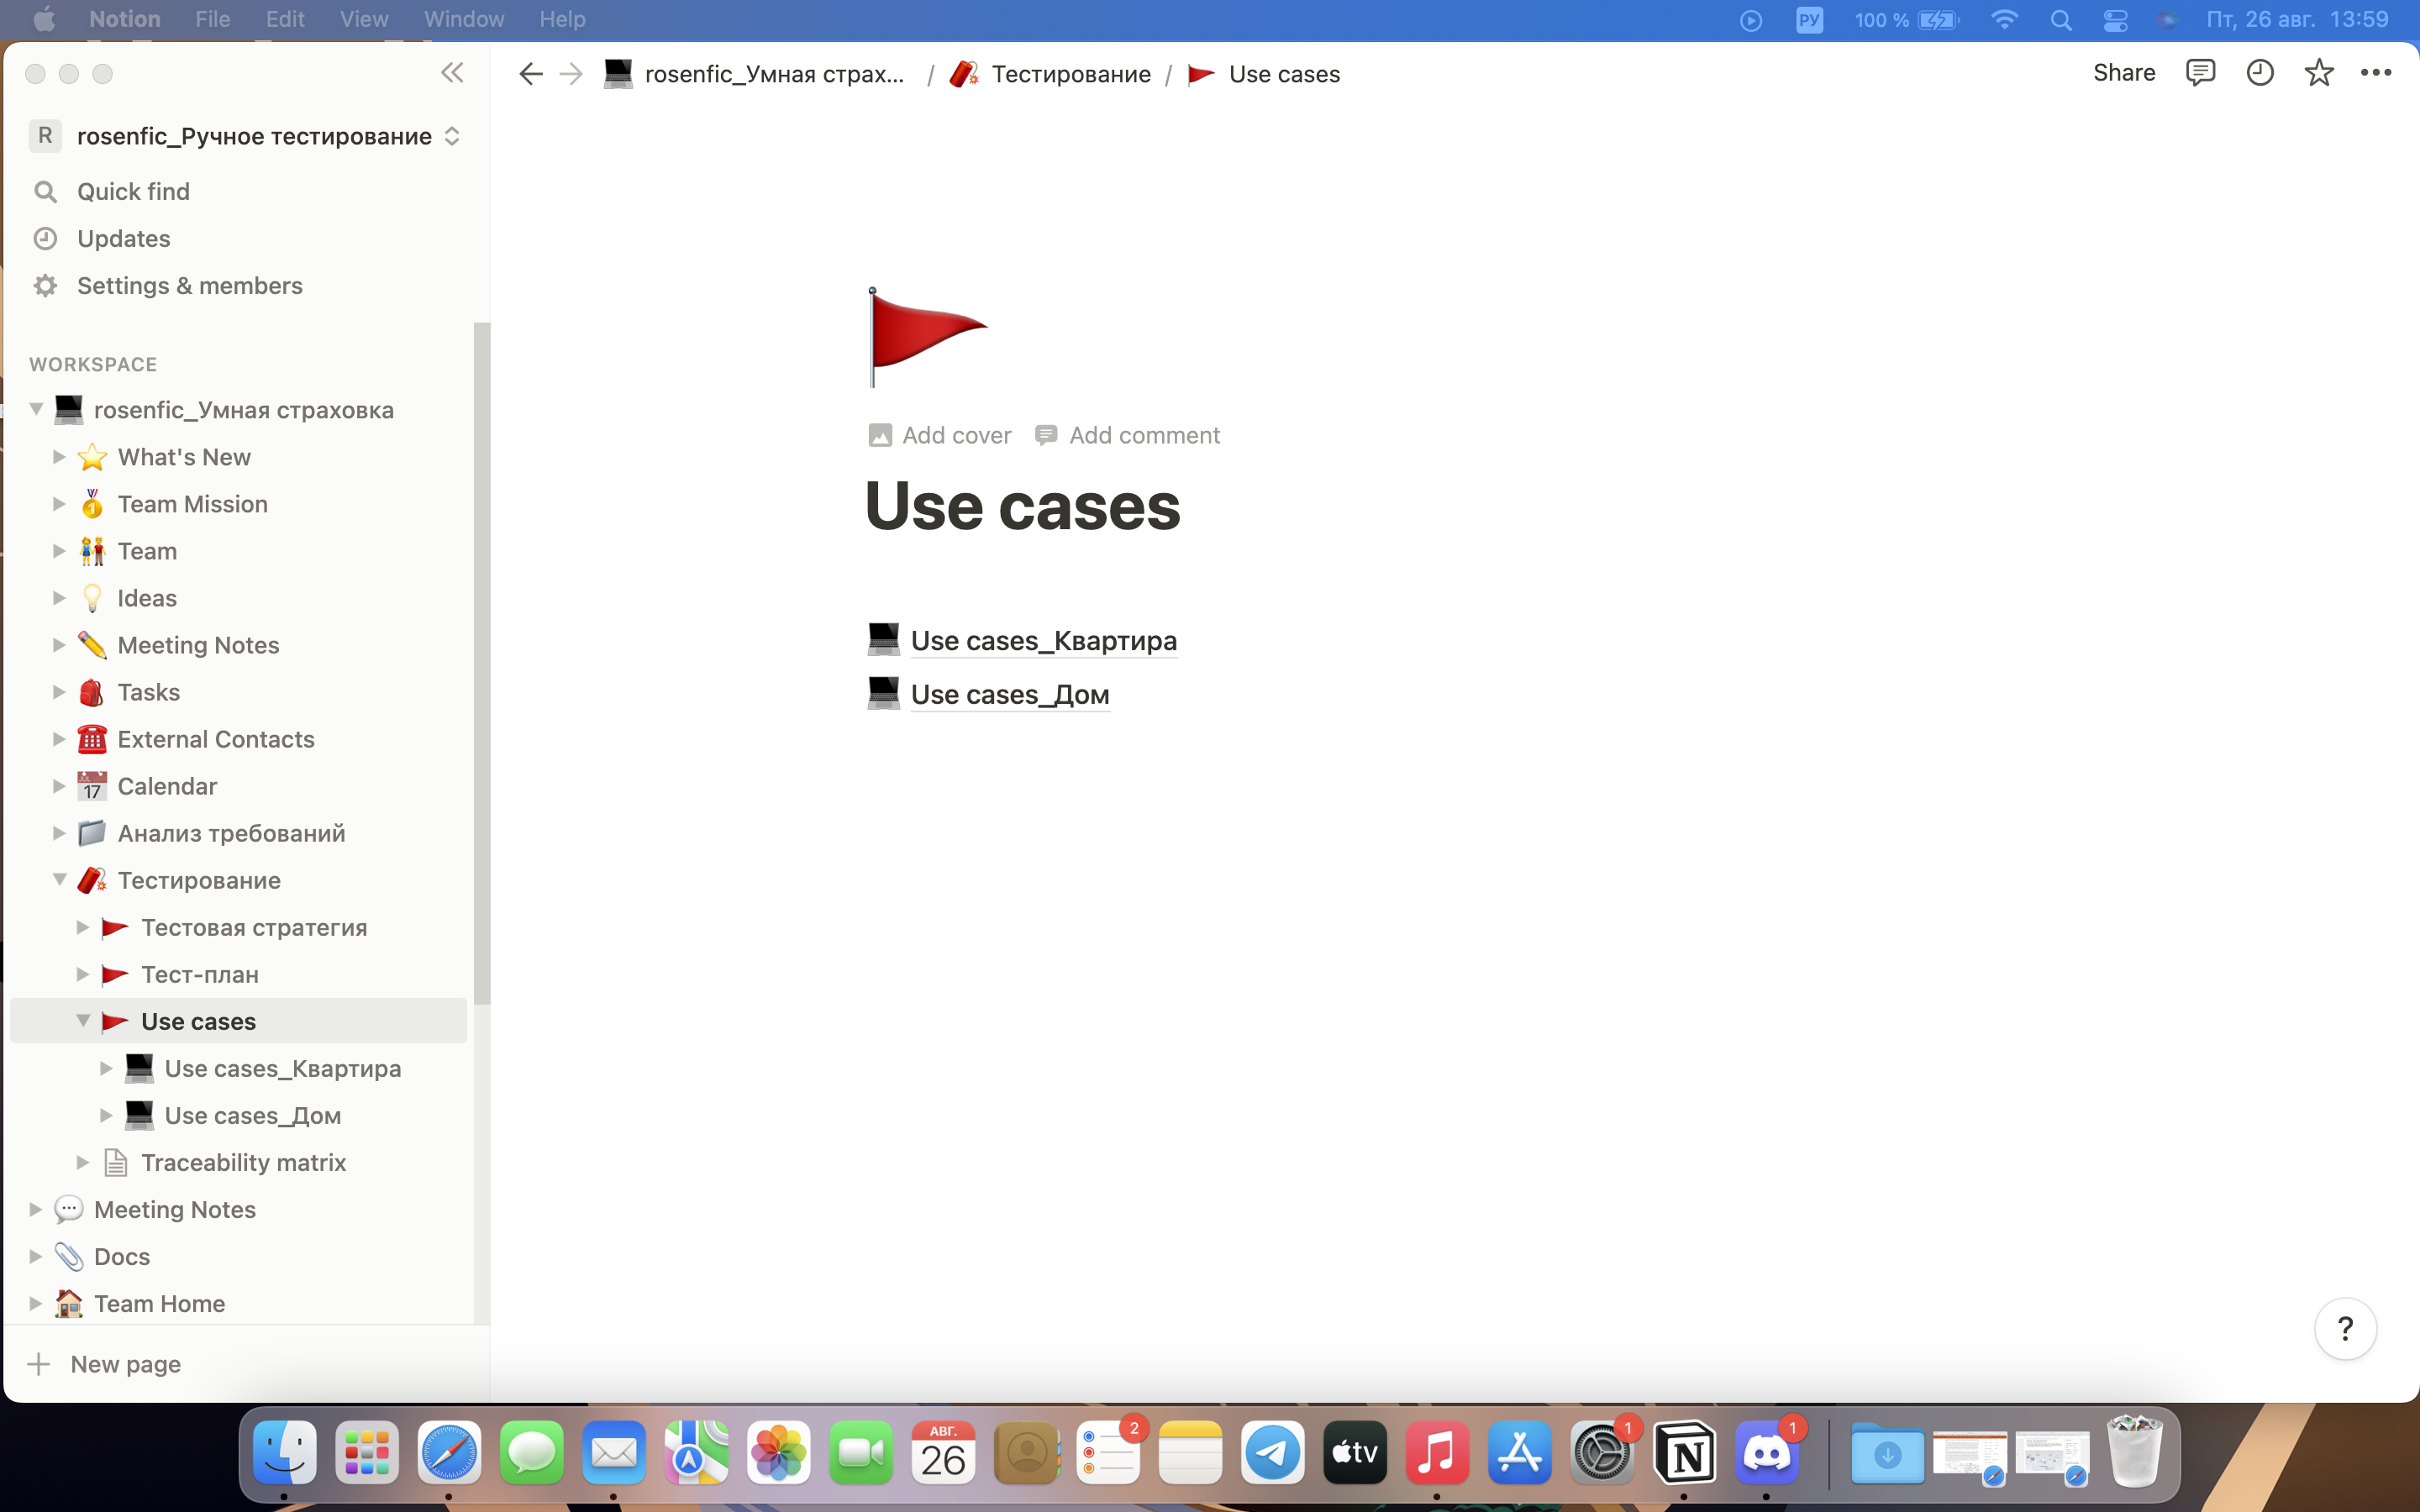 Notion File Edit View Window Help
РУ 100 % Пт, 26 авг. 13:59
rosenfic_Умная страх... / Тестирование / Use cases
Share
R rosenfic_Ручное тестирование
Quick find
Updates
Settings & members
WORKSPACE
rosenfic_Умная страховка
What's New
Team Mission
Team
Ideas
Meeting Notes
Tasks
External Contacts
17 Calendar
Анализ требований
Тестирование
Тестовая стратегия
Тест-план
Use cases
Use cases_Квартира
Use cases_Дом
Traceability matrix
Meeting Notes
Docs
Team Home
New page
Add cover Add comment
Use cases
Use cases_Квартира
Use cases_Дом
?
АВГ.
26
2
tv
1
N
1